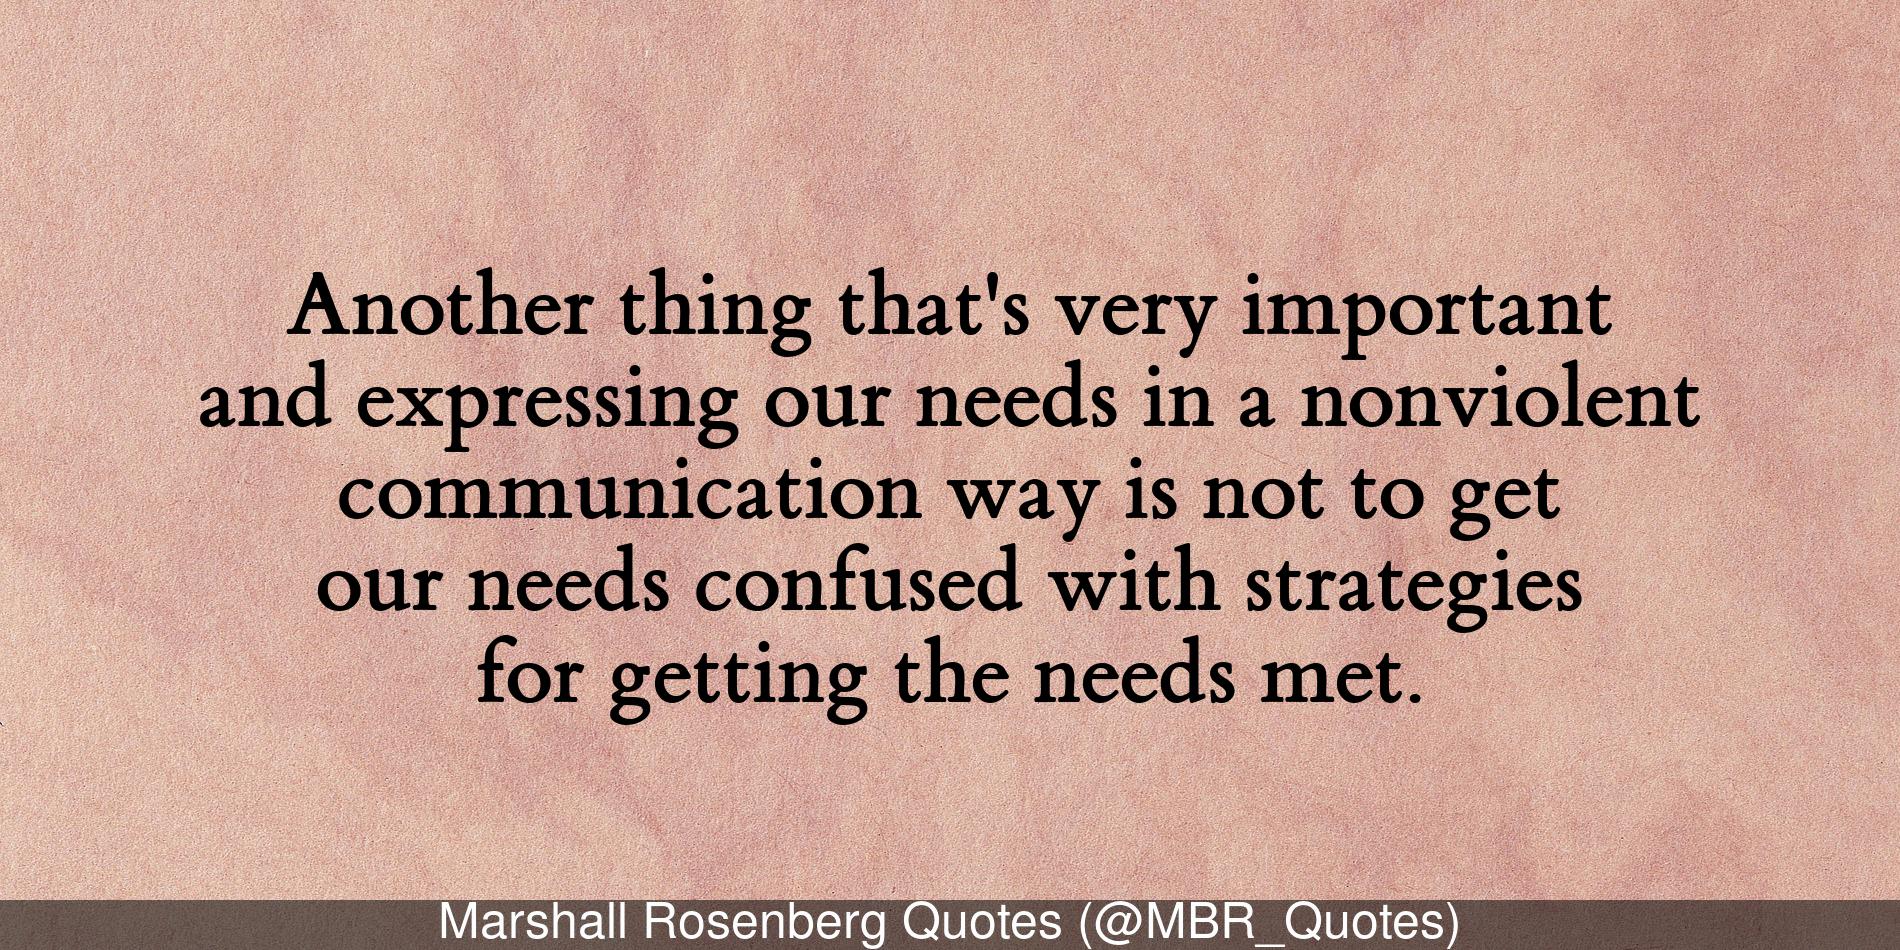 Another thing that's very important
and expressing our needs in a nonviolent
communication way is not to get
our needs confused with strategies
for getting the needs met.
Marshall Rosenberg Quotes (@MBR_Quotes)